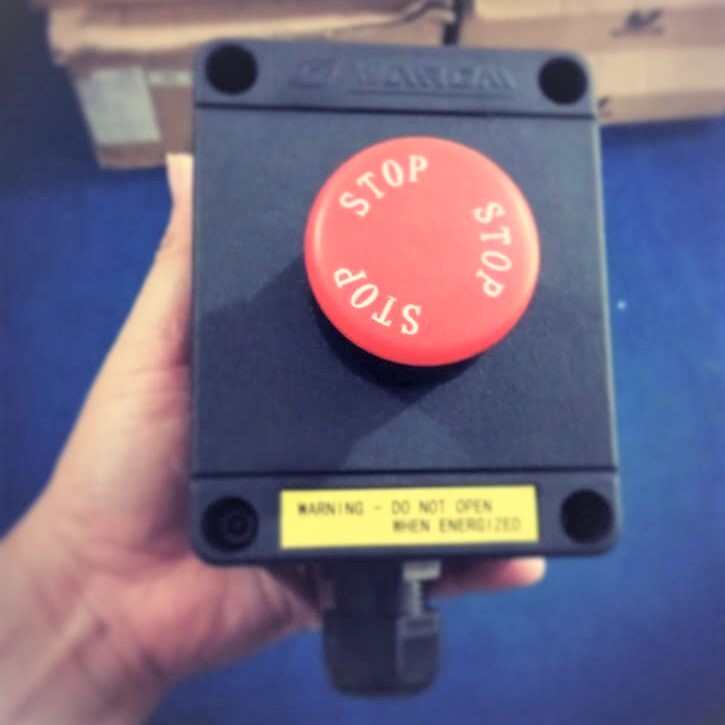 STOP
STOP
STOP
WARNING - DO NOT OPEN
WHEN ENERGIZED